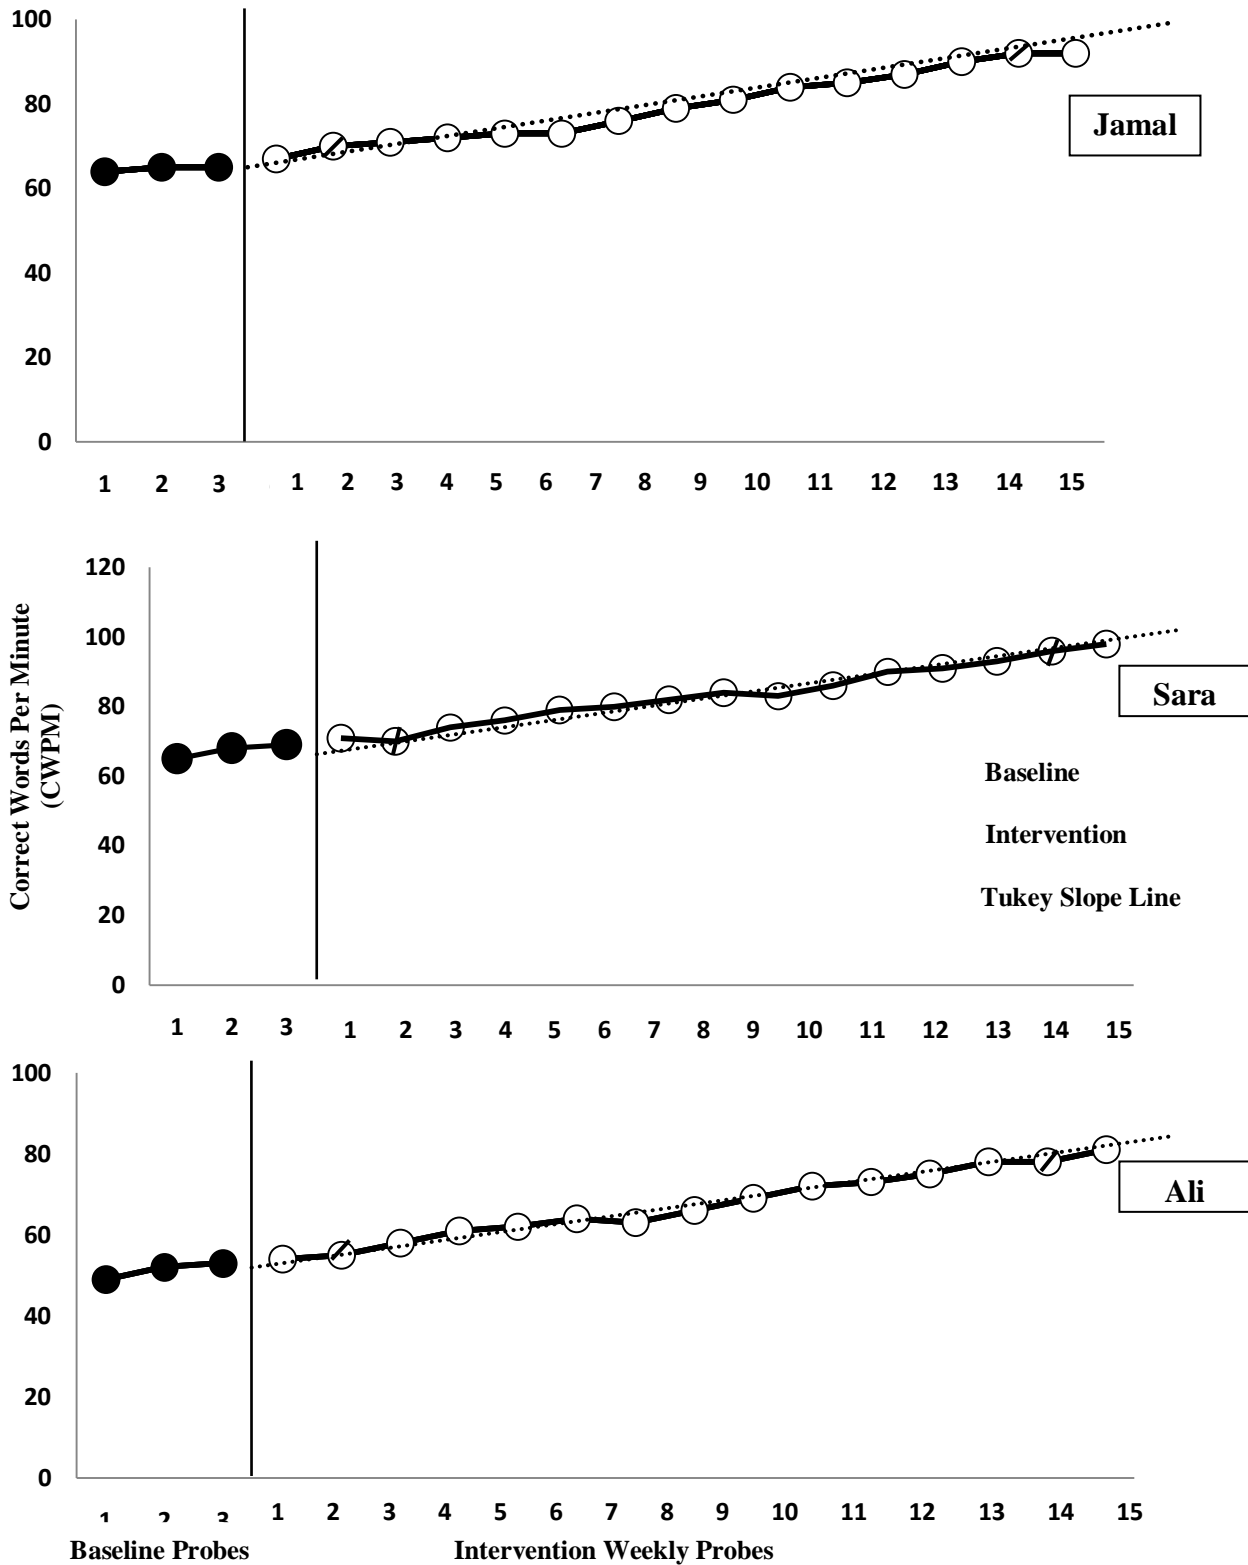 100
80
60
40
20
0
Jamal
1 2 3 1 2 3 4 5 6 7 8 9 10 11 12 13 14 15
Correct Words Per Minute
(CWPM)
120
100
80
60
40
20
0
Sara
Baseline
Intervention
Tukey Slope Line
1 2 3 1 2 3 4 5 6 7 8 9 10 11 12 13 14 15
100
80
60
40
20
0
Ali
1 2 3 1 2 3 4 5 6 7 8 9 10 11 12 13 14 15
Baseline Probes Intervention Weekly Probes